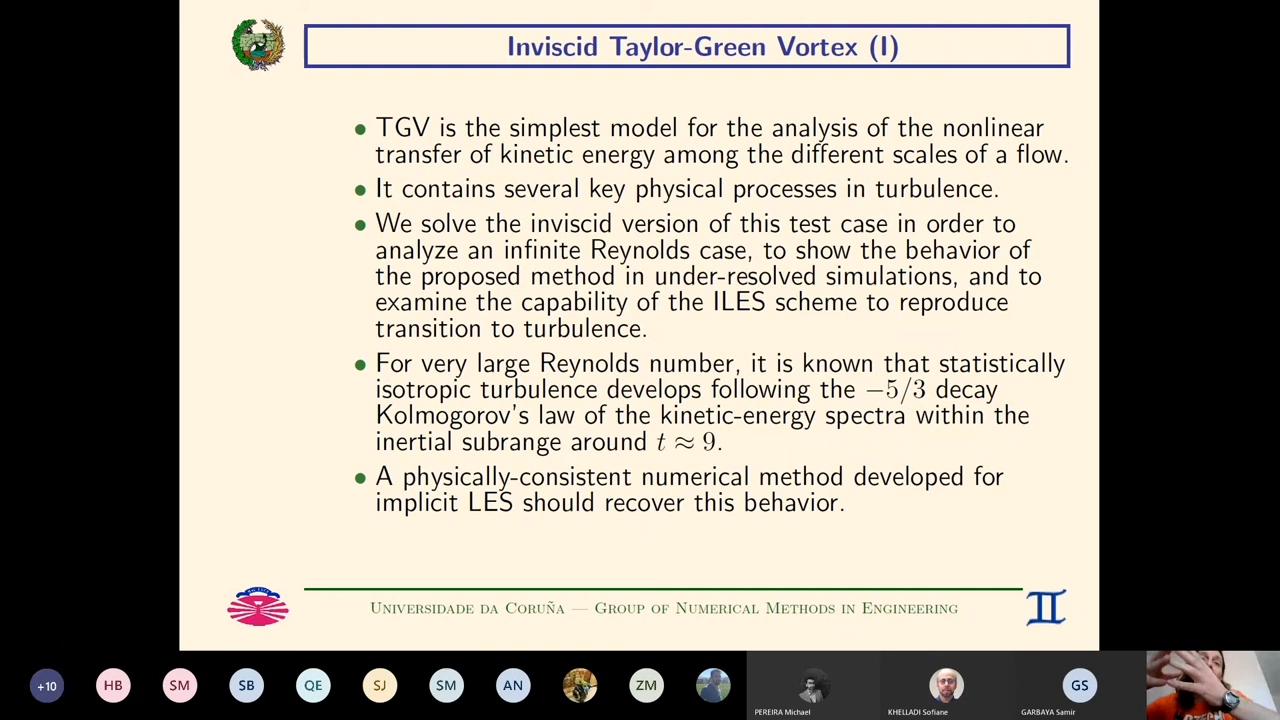 Inviscid Taylor-Green Vortex (I)
• TGV is the simplest model for the analysis of the nonlinear
transfer of kinetic energy among the different scales of a flow.
• It contains several key physical processes in turbulence.
• We solve the inviscid version of this test case in order to
analyze an infinite Reynolds case, to show the behavior of
the proposed method in under-resolved simulations, and to
examine the capability of the ILES scheme to reproduce
transition to turbulence.
• For very large Reynolds number, it is known that statistically
isotropic turbulence develops following the −5/3 decay
Kolmogorov's law of the kinetic-energy spectra within the
inertial subrange around t ≈ 9.
• A physically-consistent numerical method developed for
implicit LES should recover this behavior.
Universidade da Coruña — Group of Numerical Methods in Engineering
+10 HB SM SB QE SJ SM AN ZM GS
PEREIRA Michael KHELLADI Sofiane GARBAYA Samir